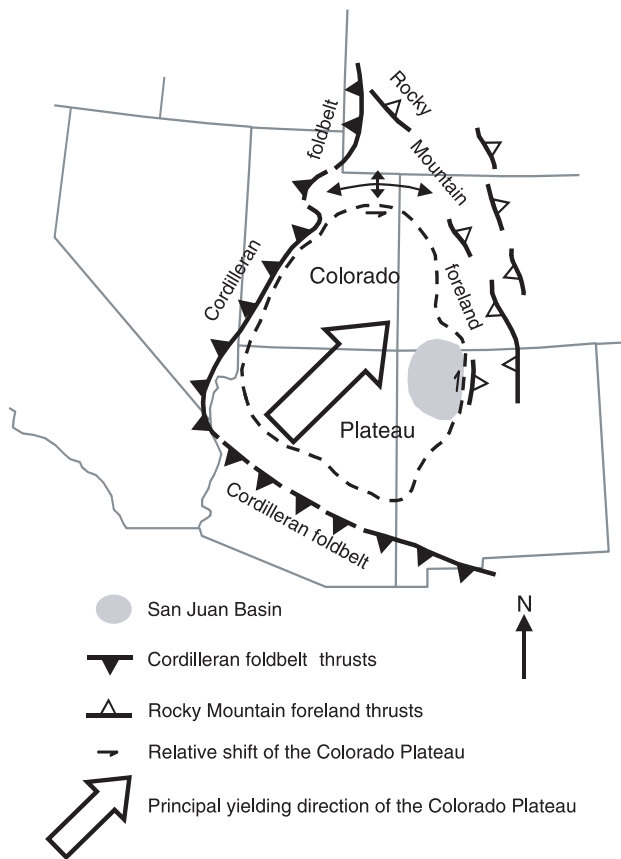 Rocky
Mountain
foreland
foldbelt
Cordilleran
Colorado
Plateau
Cordilleran foldbelt
N
San Juan Basin
Cordilleran foldbelt thrusts
Rocky Mountain foreland thrusts
Relative shift of the Colorado Plateau
Principal yielding direction of the Colorado Plateau